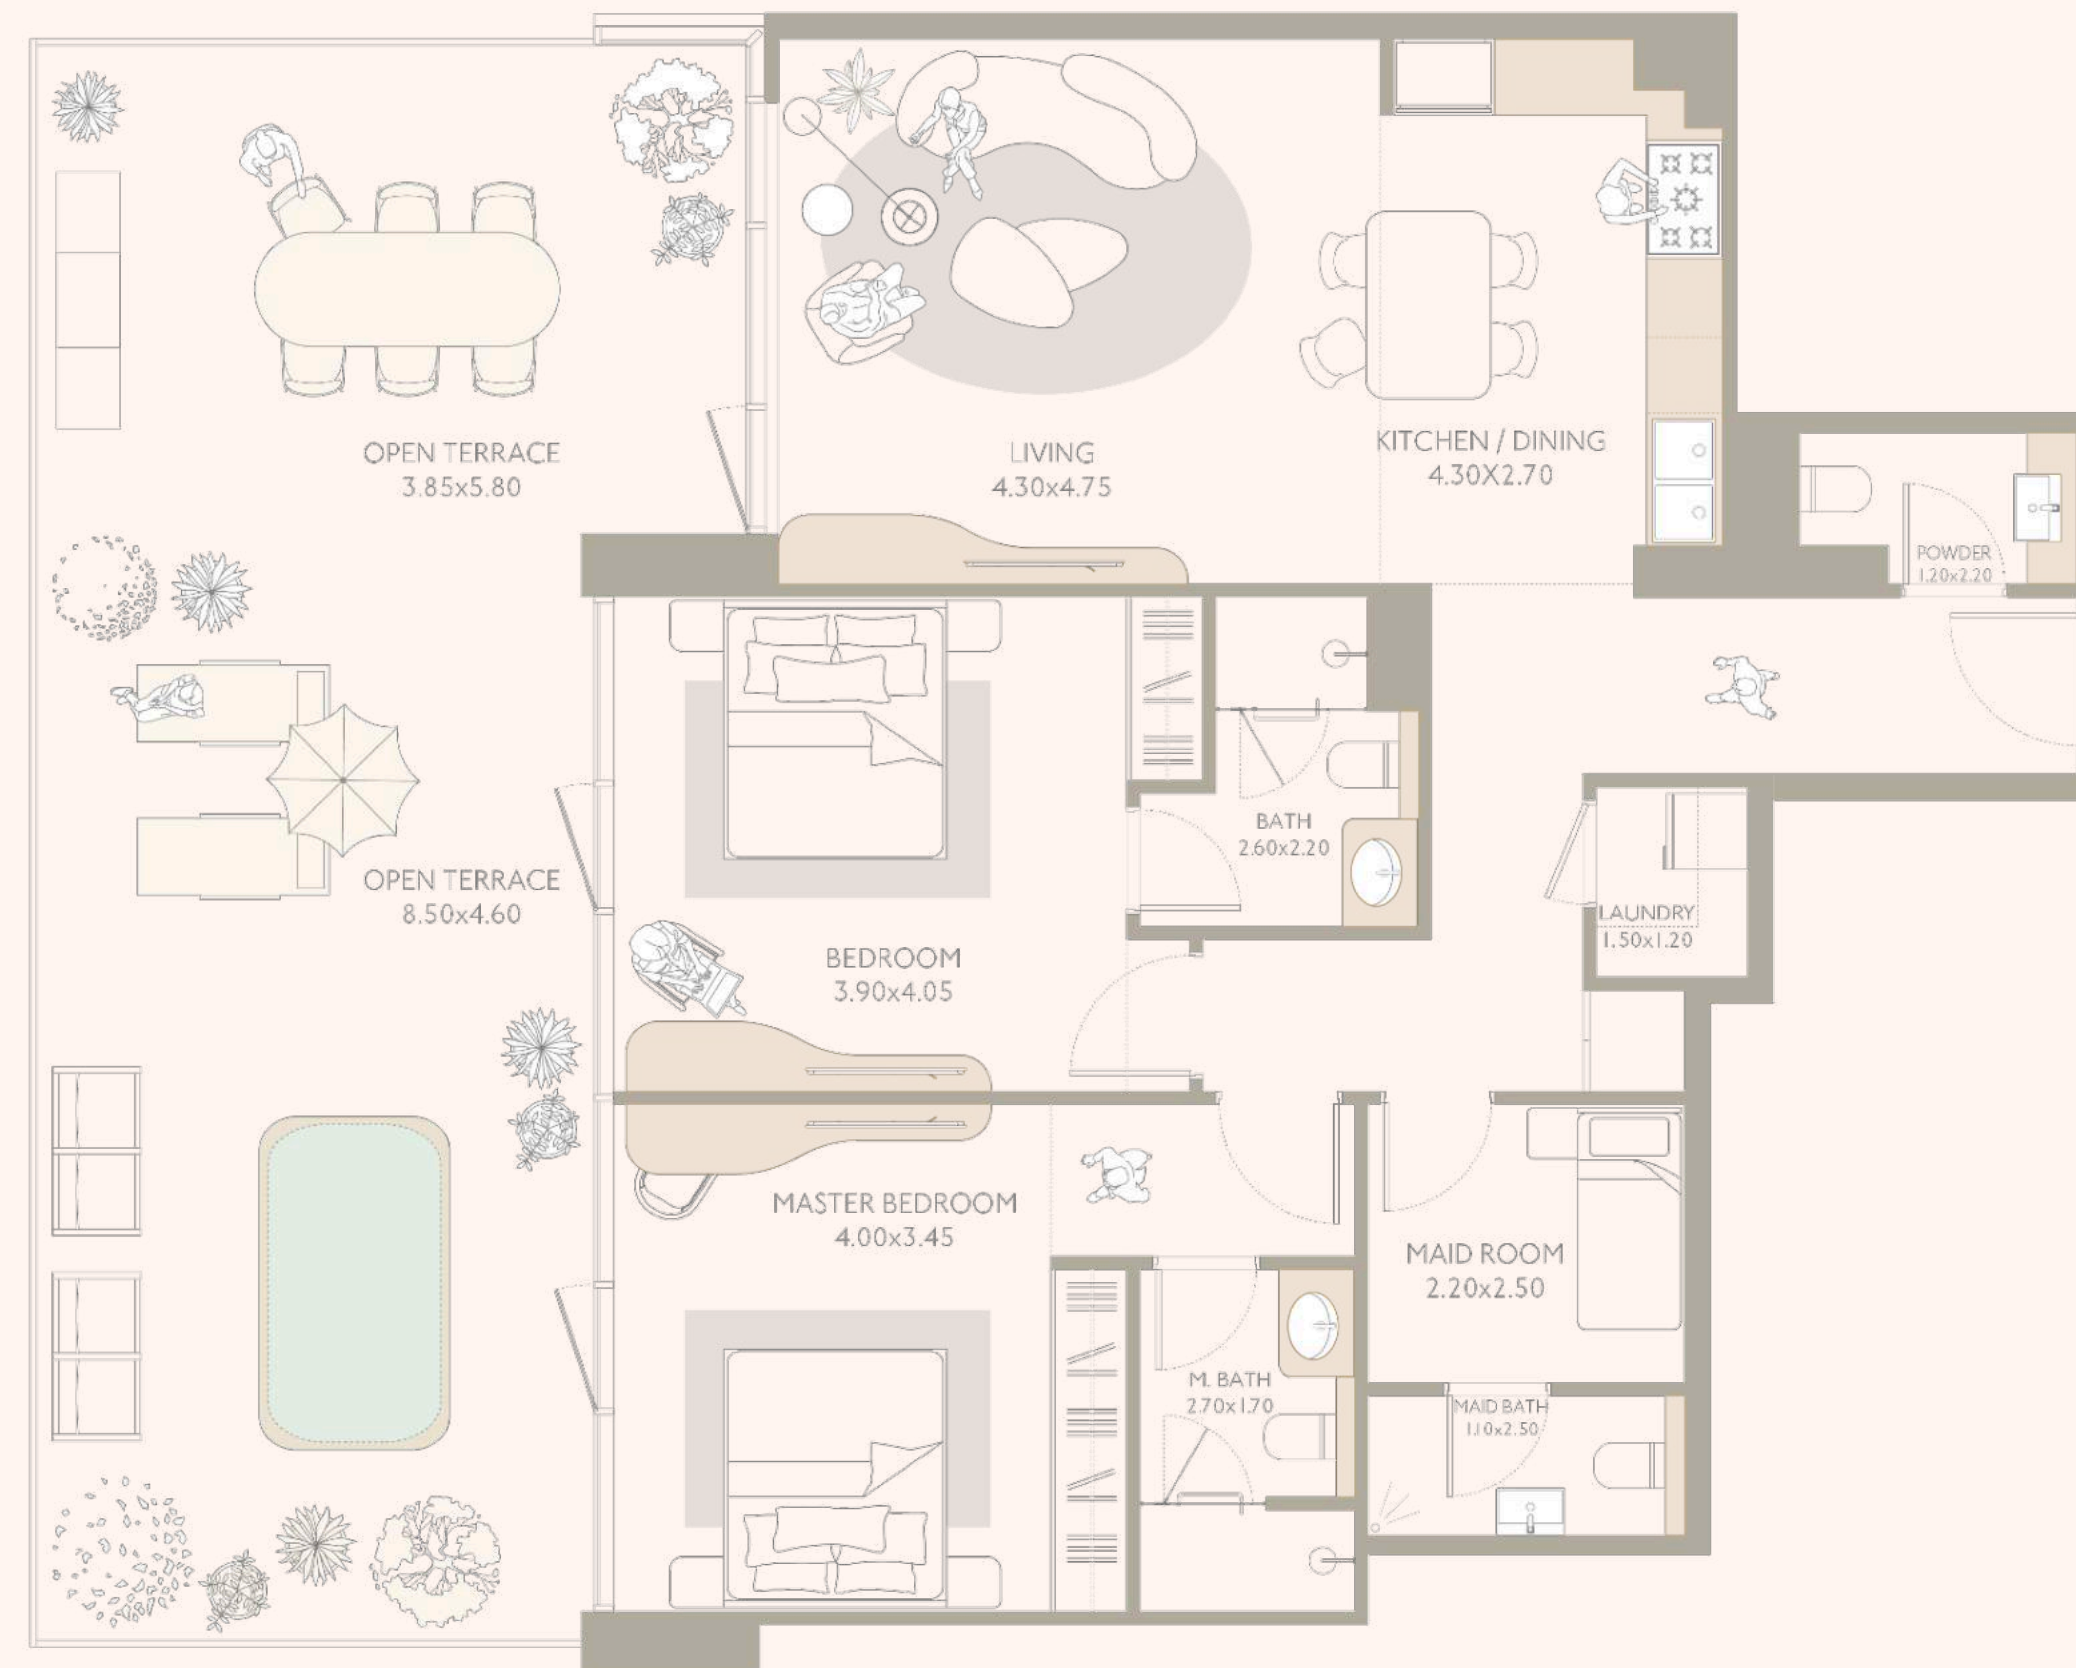 OPEN TERRACE
3.85x5.80
LIVING
4.30x4.75
KITCHEN / DINING
4.30X2.70
POWDER
1.20x2.20
BATH
2.60x2.20
OPEN TERRACE
8.50x4.60
LAUNDRY
1.50x1.20
BEDROOM
3.90x4.05
MASTER BEDROOM
4.00x3.45
MAID ROOM
2.20x2.50
M. BATH
2.70x1.70
MAID BATH
1.10x2.50